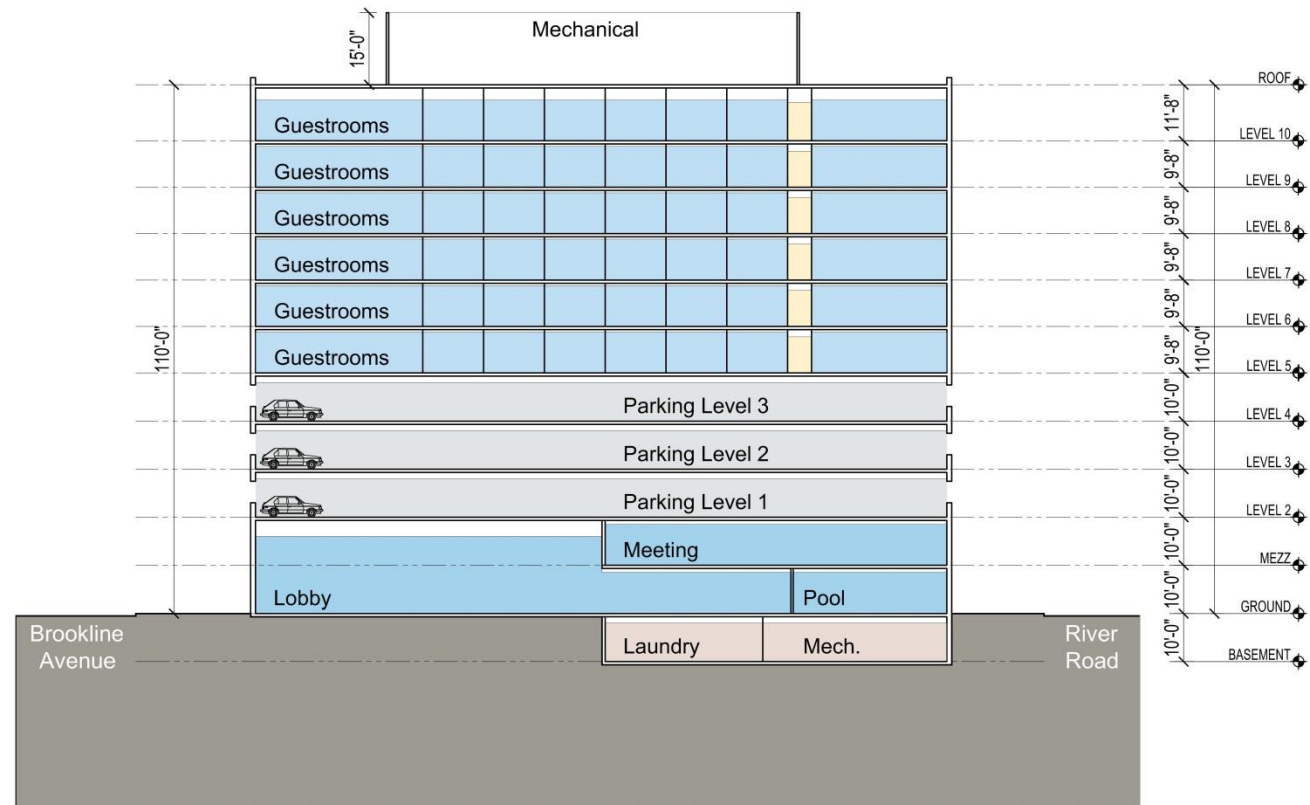 Mechanical
15'-0"
ROOF
11'-8"
Guestrooms
LEVEL 10
9'-8"
Guestrooms
LEVEL 9
9'-8"
Guestrooms
LEVEL 8
9'-8"
Guestrooms
LEVEL 7
9'-8"
Guestrooms
LEVEL 6
110'-0"
9'-8"
110'-0"
Guestrooms
LEVEL 5
10'-0"
Parking Level 3
LEVEL 4
10'-0"
Parking Level 2
LEVEL 3
10'-0"
Parking Level 1
LEVEL 2
10'-0"
Meeting
MEZZ
10'-0"
Lobby
Pool
GROUND
Brookline
Avenue
10'-0"
Laundry
Mech.
River
Road
BASEMENT